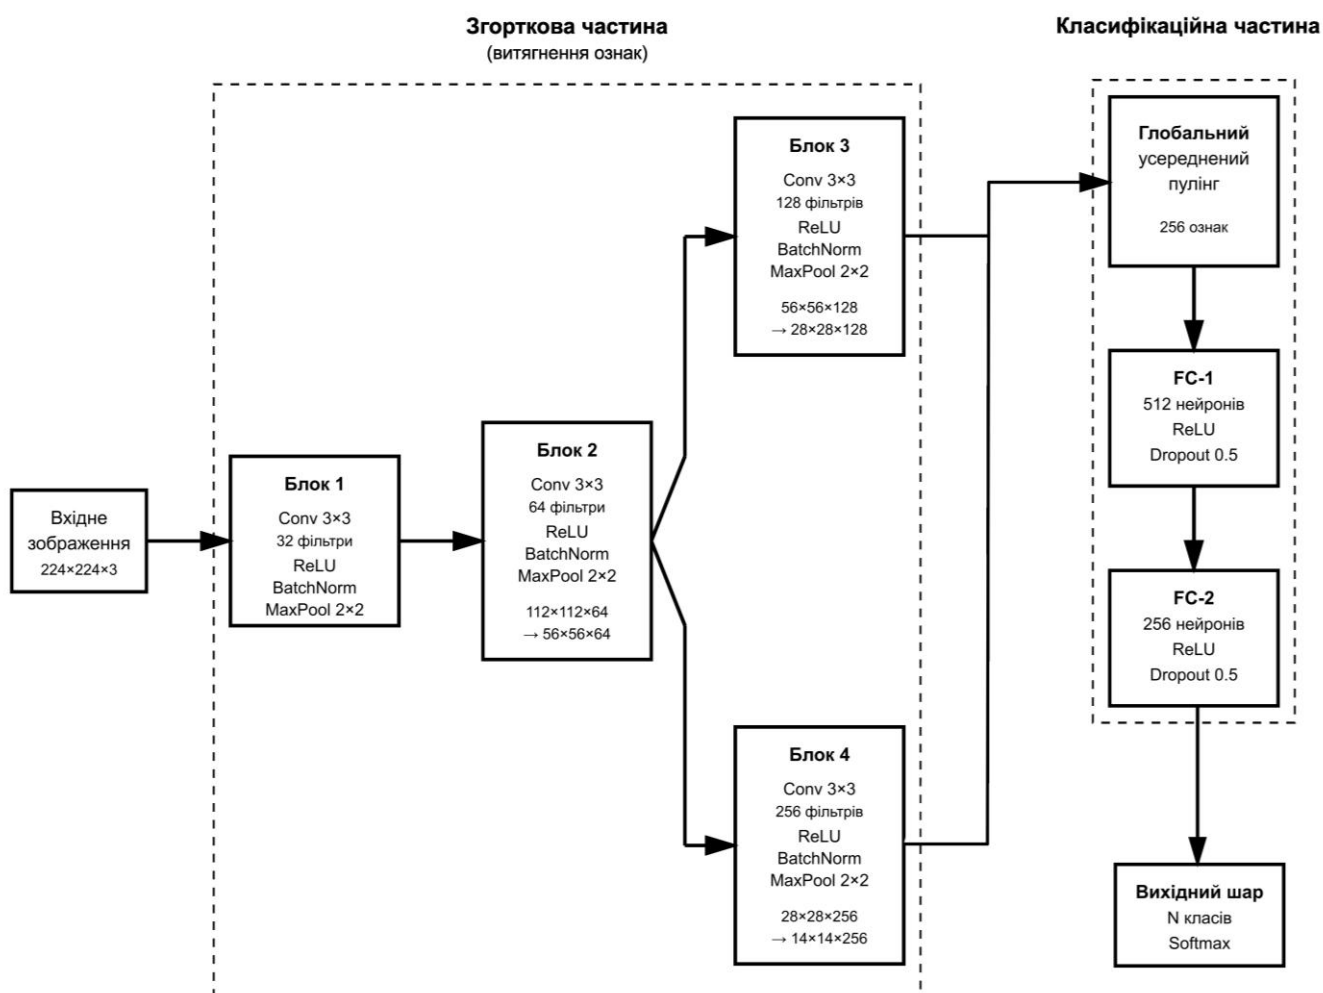 Згорткова частина
(витягнення ознак)
Класифікаційна частина
Вхідне
зображення
224×224×3
Блок 1
Conv 3×3
32 фільтри
ReLU
BatchNorm
MaxPool 2×2
Блок 2
Conv 3×3
64 фільтри
ReLU
BatchNorm
MaxPool 2×2
112×112×64
→ 56×56×64
Блок 3
Conv 3×3
128 фільтрів
ReLU
BatchNorm
MaxPool 2×2
56×56×128
→ 28×28×128
Блок 4
Conv 3×3
256 фільтрів
ReLU
BatchNorm
MaxPool 2×2
28×28×256
→ 14×14×256
Глобальний
усереднений
пулінг
256 ознак
FC-1
512 нейронів
ReLU
Dropout 0.5
FC-2
256 нейронів
ReLU
Dropout 0.5
Вихідний шар
N класів
Softmax